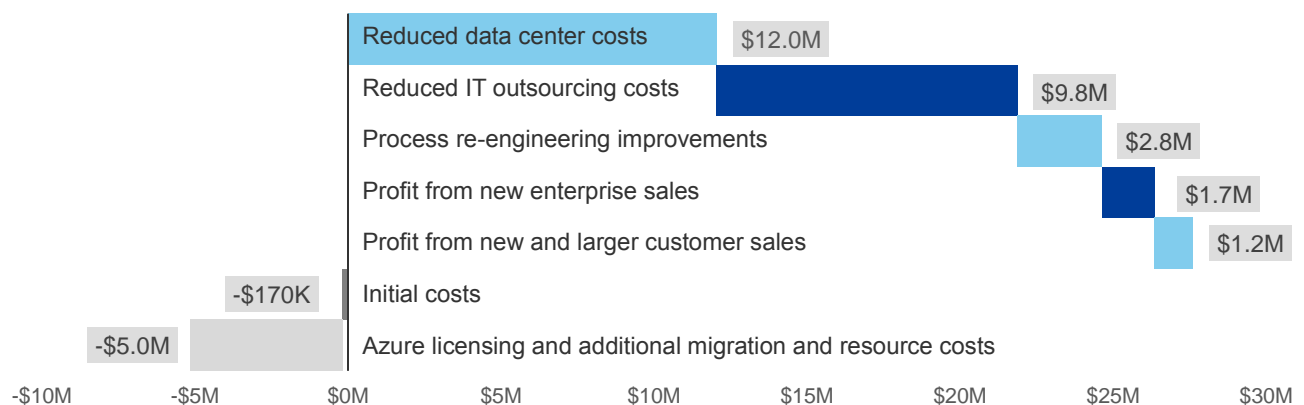 Reduced data center costs $12.0M
Reduced IT outsourcing costs $9.8M
Process re-engineering improvements $2.8M
Profit from new enterprise sales $1.7M
Profit from new and larger customer sales $1.2M
-$170K Initial costs
-$5.0M Azure licensing and additional migration and resource costs
-$10M -$5M $0M $5M $10M $15M $20M $25M $30M